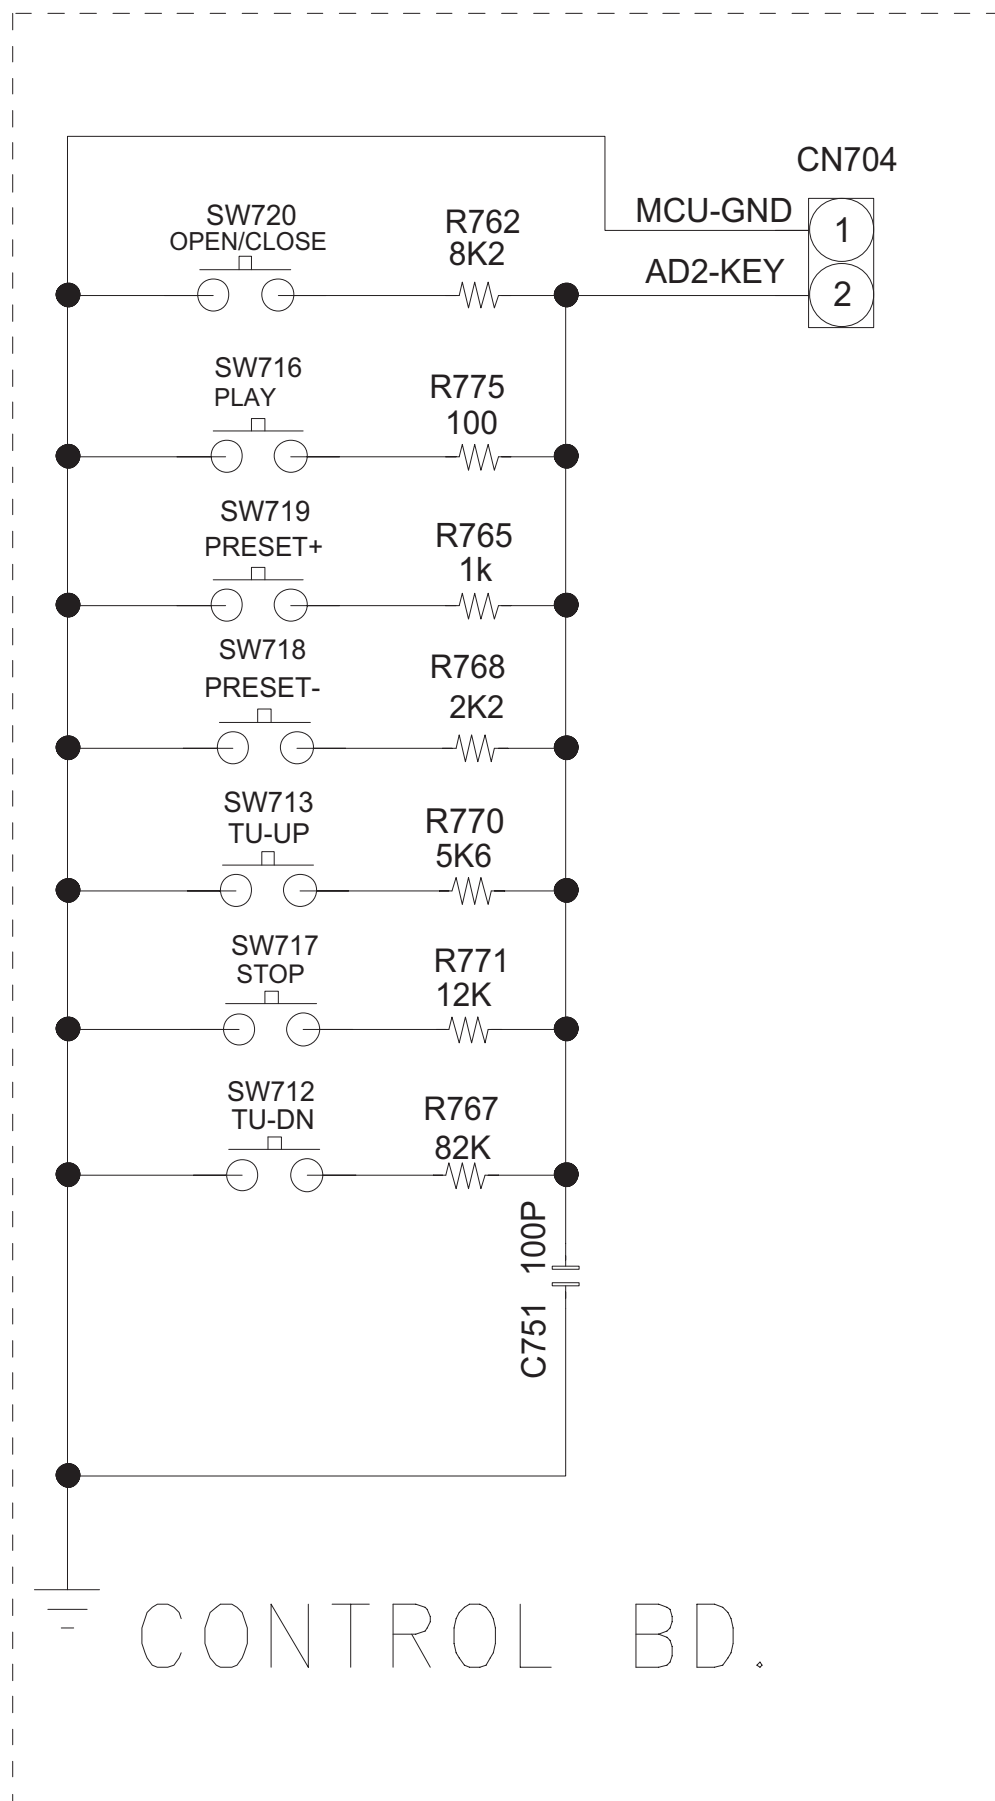 CN704
MCU-GND
1
AD2-KEY
2
SW720
OPEN/CLOSE
R762
8K2
SW716
PLAY
R775
100
SW719
PRESET+
R765
1k
SW718
PRESET-
R768
2K2
SW713
TU-UP
R770
5K6
SW717
STOP
R771
12K
SW712
TU-DN
R767
82K
C751 100P
CONTROL BD.